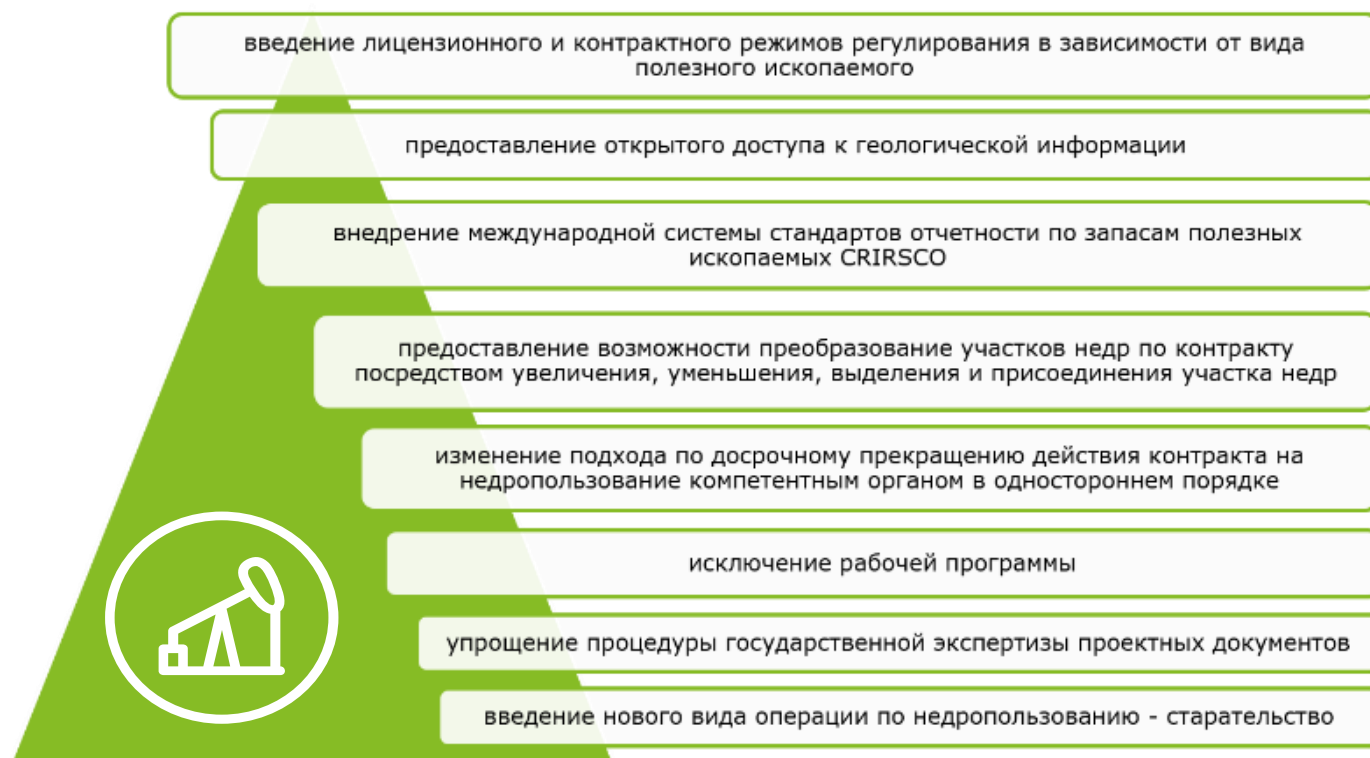 введение лицензионного и контрактного режимов регулирования в зависимости от вида
полезного ископаемого
предоставление открытого доступа к геологической информации
внедрение международной системы стандартов отчетности по запасам полезных
ископаемых CRIRSCO
предоставление возможности преобразование участков недр по контракту
посредством увеличения, уменьшения, выделения и присоединения участка недр
изменение подхода по досрочному прекращению действия контракта на
недропользование компетентным органом в одностороннем порядке
исключение рабочей программы
упрощение процедуры государственной экспертизы проектных документов
введение нового вида операции по недропользованию - старательство